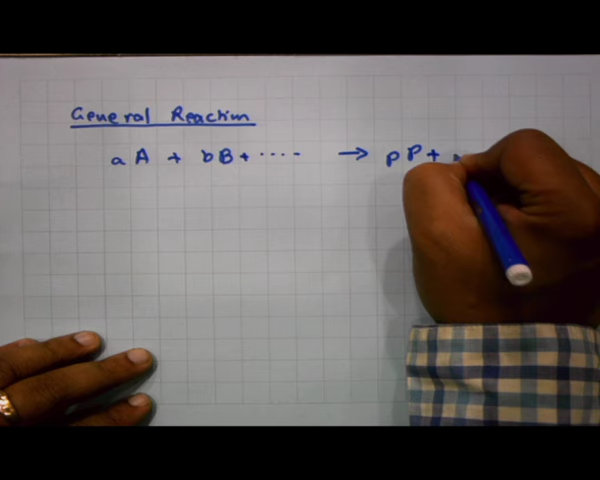 General Reaction
aA + bB + ···· → pP +